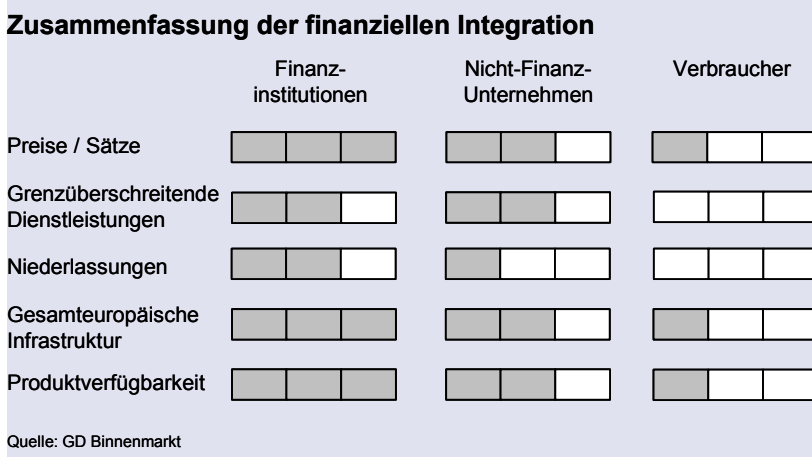 Zusammenfassung der finanziellen Integration
Finanz-
institutionen
Nicht-Finanz-
Unternehmen
Verbraucher
Preise / Sätze
Grenzüberschreitende
Dienstleistungen
Niederlassungen
Gesamteuropäische
Infrastruktur
Produktverfügbarkeit
Quelle: GD Binnenmarkt